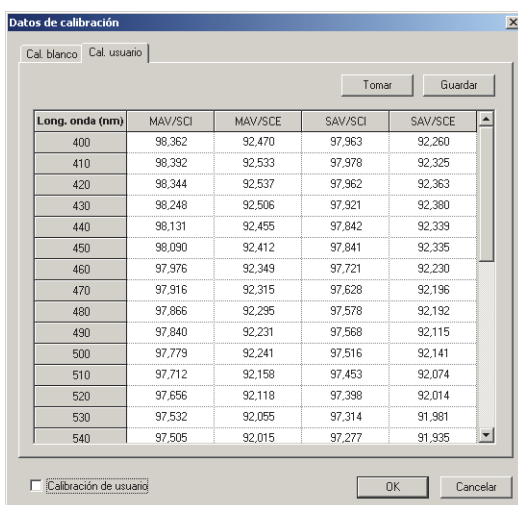 Datos de calibración
Cal. blanco Cal. usuario
Tomar Guardar
Long. onda (nm) MAV/SCI MAV/SCE SAV/SCI SAV/SCE
400 98,362 92,470 97,963 92,260
410 98,392 92,533 97,978 92,325
420 98,344 92,537 97,962 92,363
430 98,248 92,506 97,921 92,380
440 98,131 92,455 97,842 92,339
450 98,090 92,412 97,841 92,335
460 97,976 92,349 97,721 92,230
470 97,916 92,315 97,628 92,196
480 97,866 92,295 97,578 92,192
490 97,840 92,231 97,568 92,115
500 97,779 92,241 97,516 92,141
510 97,712 92,158 97,453 92,074
520 97,656 92,118 97,398 92,014
530 97,532 92,055 97,314 91,981
540 97,505 92,015 97,277 91,935
Calibración de usuario OK Cancelar